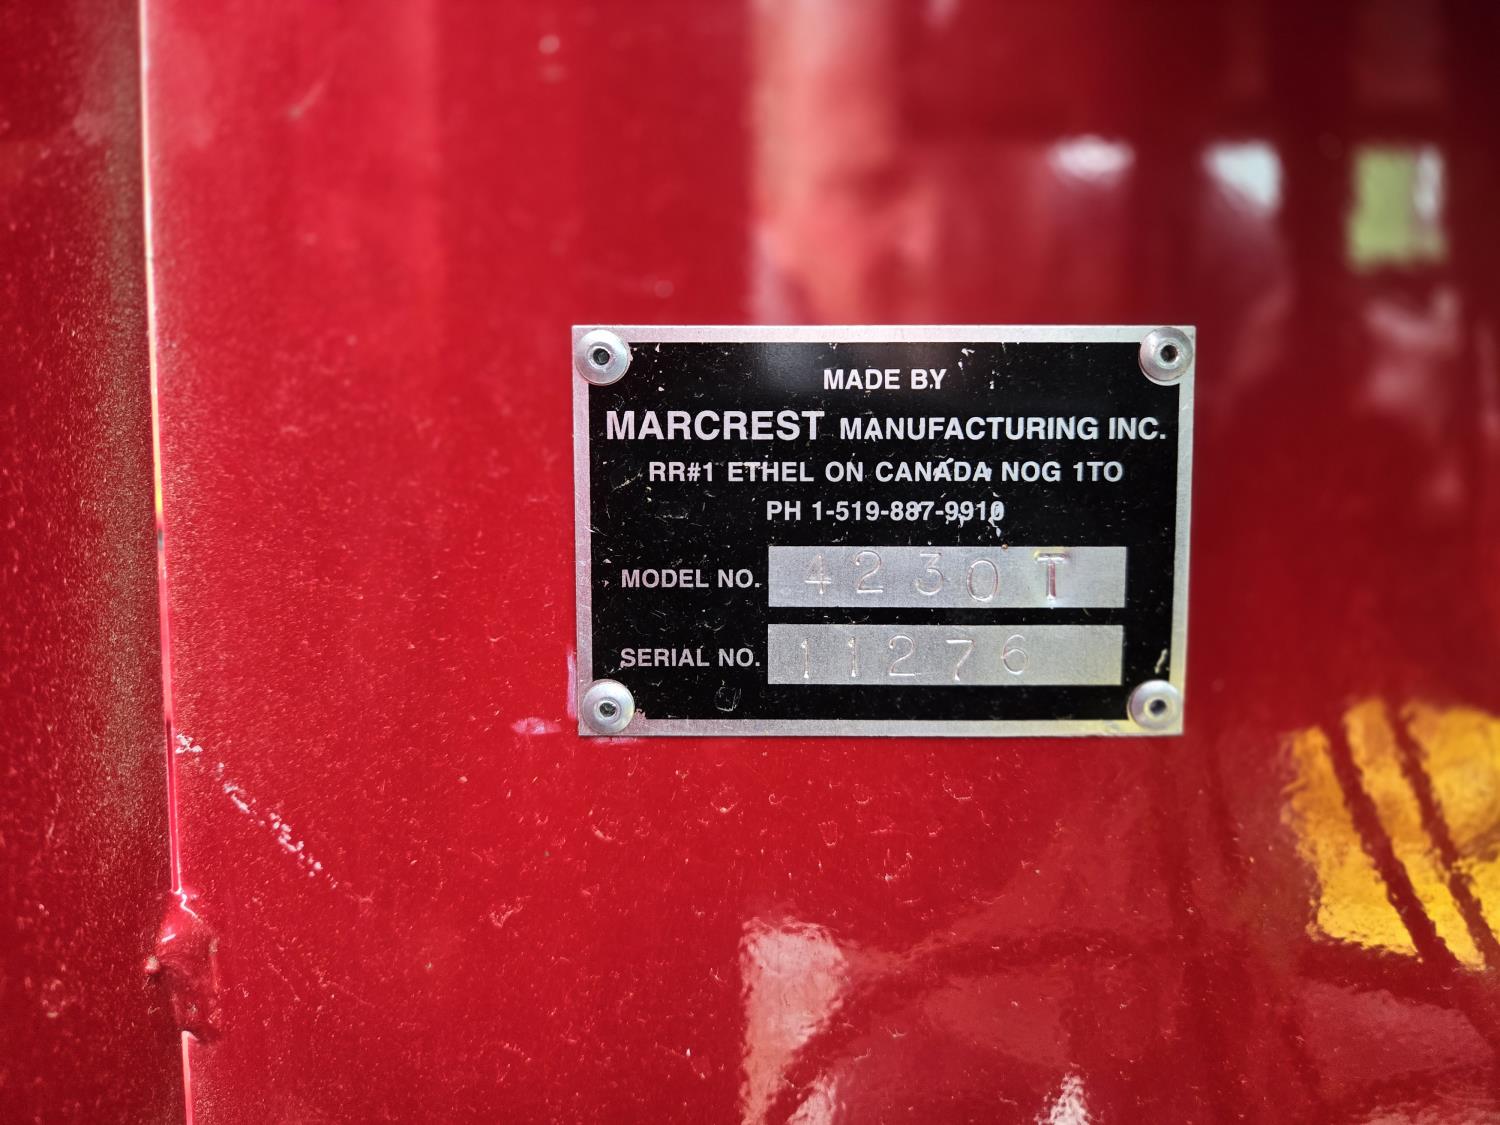 MADE BY
MARCREST MANUFACTURING INC.
RR#1 ETHEL ON CANADA NOG 1TO
PH 1-519-887-9910
MODEL NO. 4230T
SERIAL NO. 11276